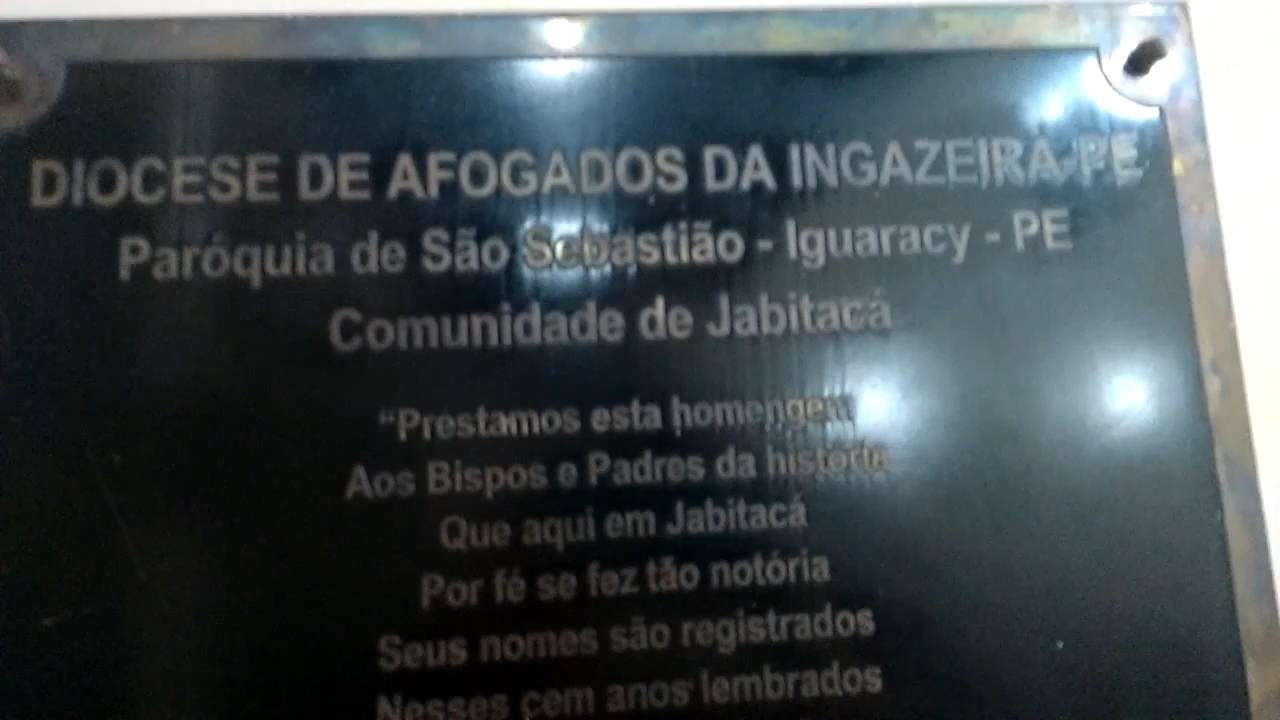 DIOCESE DE AFOGADOS DA INGAZEIRA-PE
Paróquia de São Sebastião - Iguaracy - PE
Comunidade de Jabitacá
“Prestamos esta homengem
Aos Bispos e Padres da história
Que aqui em Jabitacá
Por fé se fez tão notória
Seus nomes são registrados
Nesses cem anos lembrados